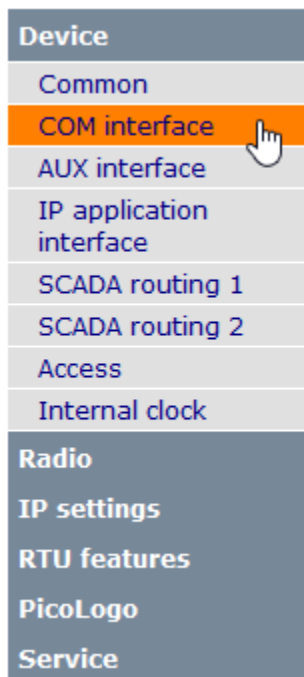 Device
Common
COM interface
AUX interface
IP application
interface
SCADA routing 1
SCADA routing 2
Access
Internal clock
Radio
IP settings
RTU features
PicoLogo
Service